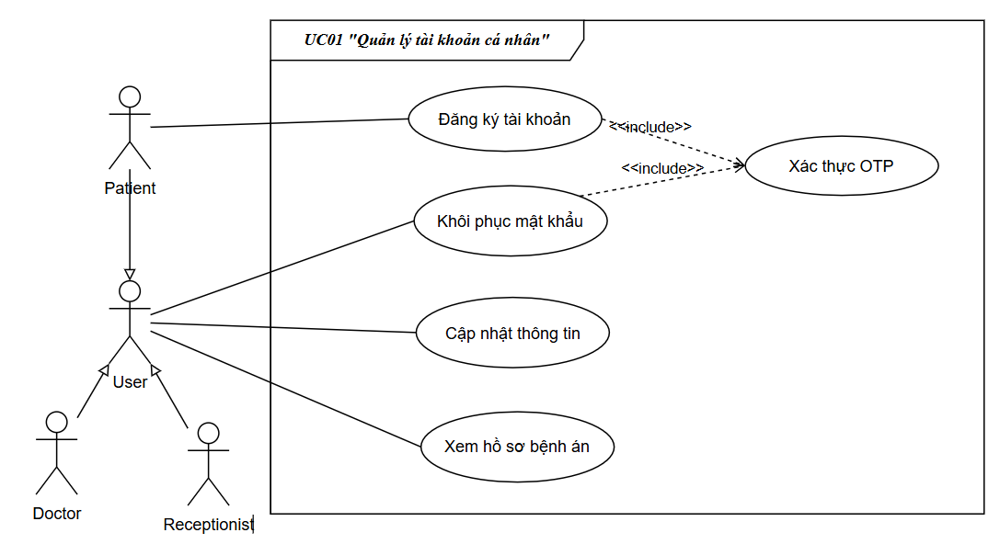 UC01 "Quản lý tài khoản cá nhân"
Đăng ký tài khoản
<<include>>
Xác thực OTP
<<include>>
Patient
Khôi phục mật khẩu
Cập nhật thông tin
User
Xem hồ sơ bệnh án
Doctor
Receptionist